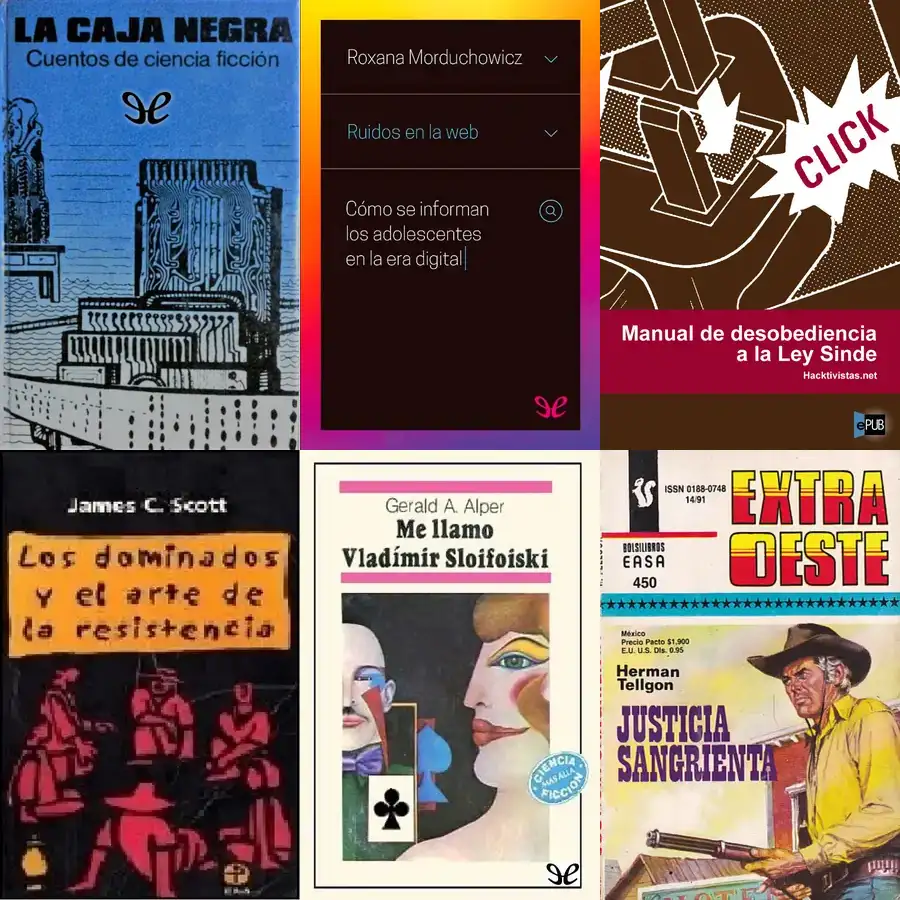 LA CAJA NEGRA
Cuentos de ciencia ficción
Roxana Morduchowicz
Ruidos en la web
Cómo se informan
los adolescentes
en la era digital
CLICK
Manual de desobediencia
a la Ley Sinde
Hacktivistas.net
ePUB
James C. Scott
Los dominados
y el arte de
la resistencia
Gerald A. Alper
Me llamo
Vladímir Sloifoiski
CIENCIA
MAS ALLA
FICCION
ISSN 0188-0748
14/91
EXTRA
OESTE
BOLSILIBROS
EASA
450
México
Precio Pacto $1,900
E.U. U.S. Dls. 0.95
Herman
Tellgon
JUSTICIA
SANGRIENTA